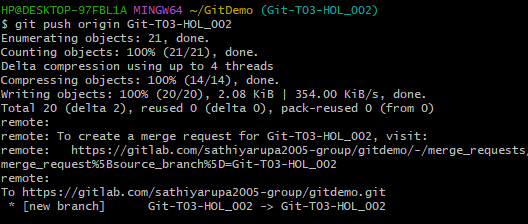 HP@DESKTOP-97FBL1A MINGW64 ~/GitDemo (Git-T03-HOL_002)
$ git push origin Git-T03-HOL_002
Enumerating objects: 21, done.
Counting objects: 100% (21/21), done.
Delta compression using up to 4 threads
Compressing objects: 100% (14/14), done.
Writing objects: 100% (20/20), 2.08 KiB | 354.00 KiB/s, done.
Total 20 (delta 2), reused 0 (delta 0), pack-reused 0 (from 0)
remote:
remote: To create a merge request for Git-T03-HOL_002, visit:
remote:   https://gitlab.com/sathiyarupa2005-group/gitdemo/-/merge_requests/
merge_request%5Bsource_branch%5D=Git-T03-HOL_002
remote:
To https://gitlab.com/sathiyarupa2005-group/gitdemo.git
 * [new branch]      Git-T03-HOL_002 -> Git-T03-HOL_002